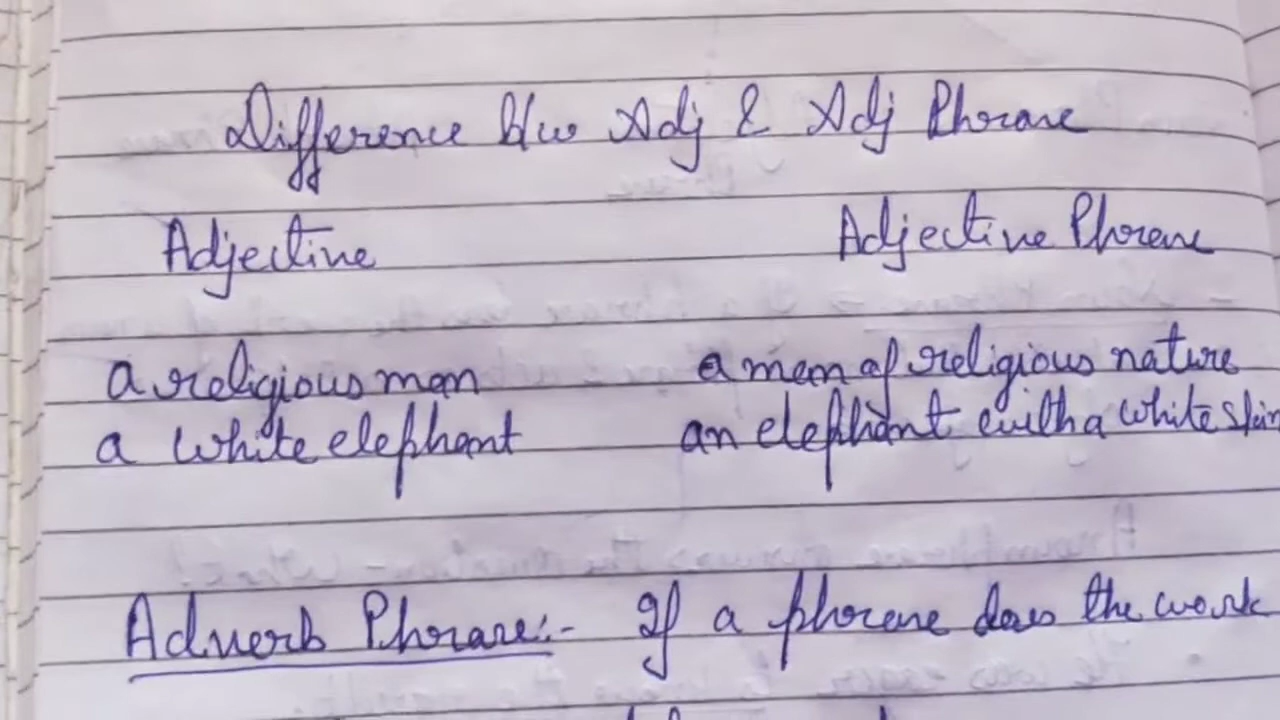 Difference b/w Adj & Adj Phrase
Adjective Adjective Phrase
a religious man a man of religious nature
a white elephant an elephant with a white skin
Adverb Phrase:- If a phrase does the work